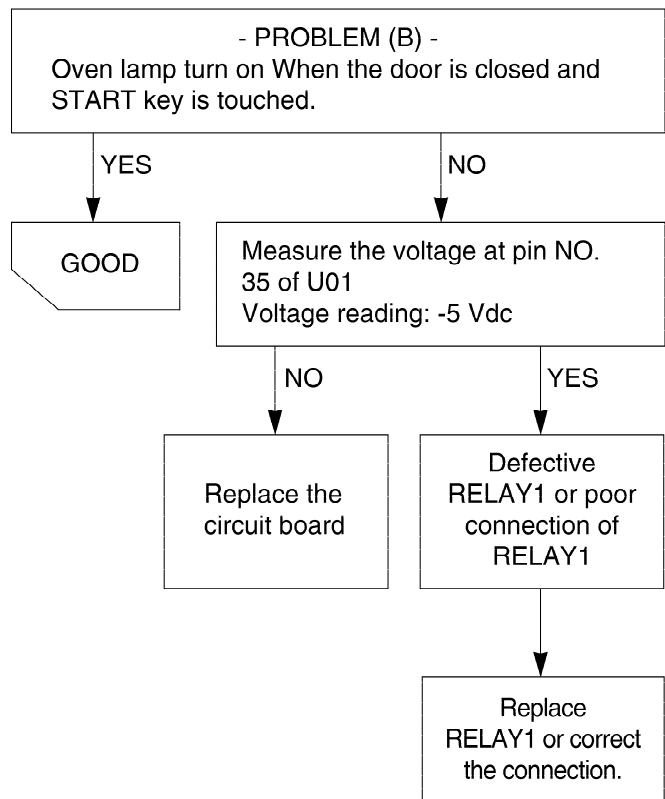 - PROBLEM (B) -
Oven lamp turn on When the door is closed and
START key is touched.
YES
NO
GOOD
Measure the voltage at pin NO.
35 of U01
Voltage reading: -5 Vdc
NO
YES
Replace the
circuit board
Defective
RELAY1 or poor
connection of
RELAY1
Replace
RELAY1 or correct
the connection.